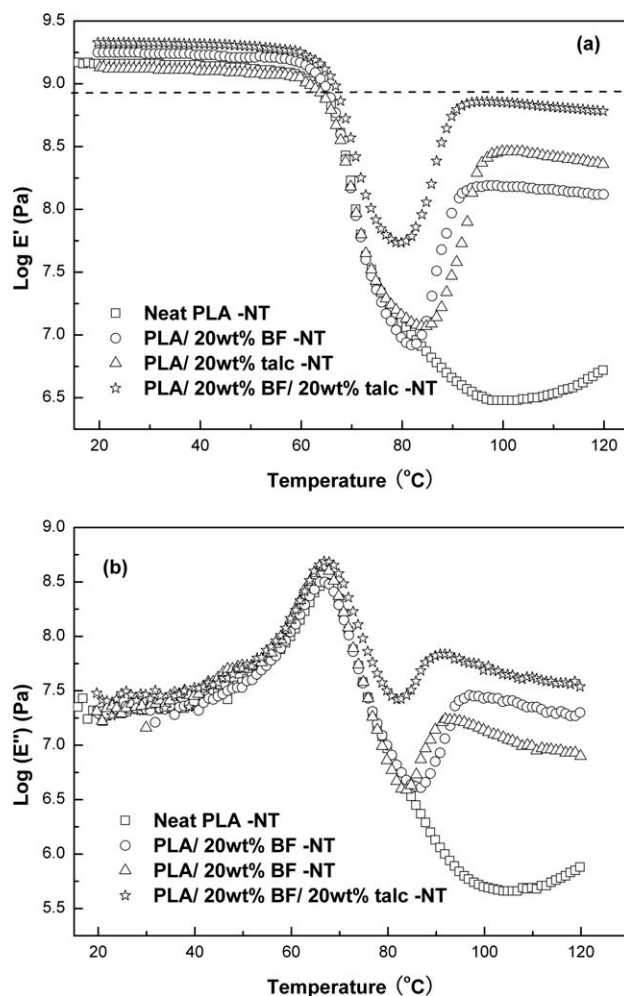 (a)
9.5
9.0
8.5
8.0
7.5
7.0
6.5
Log E' (Pa)
Neat PLA -NT
PLA/ 20wt% BF -NT
PLA/ 20wt% talc -NT
PLA/ 20wt% BF/ 20wt% talc -NT
20 40 60 80 100 120
Temperature (°C)
(b)
9.0
8.5
8.0
7.5
7.0
6.5
6.0
5.5
Log (E'') (Pa)
Neat PLA -NT
PLA/ 20wt% BF -NT
PLA/ 20wt% BF -NT
PLA/ 20wt% BF/ 20wt% talc -NT
20 40 60 80 100 120
Temperature (°C)